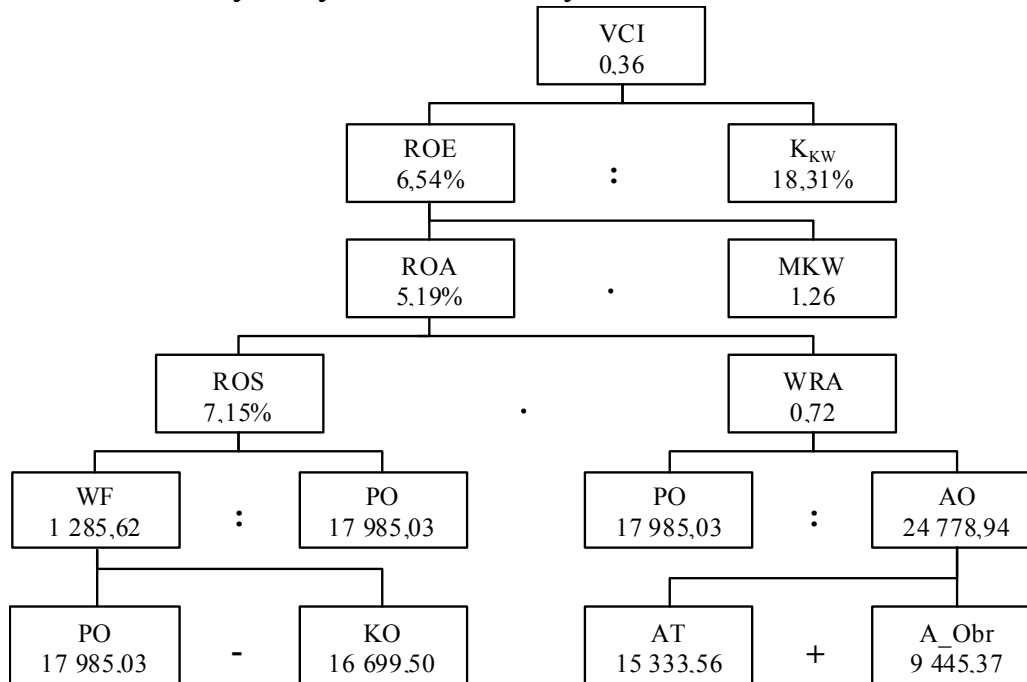 VCI
0,36
ROE
6,54%
:
K_KW
18,31%
ROA
5,19%
.
MKW
1,26
ROS
7,15%
.
WRA
0,72
WF
1 285,62
:
PO
17 985,03
PO
17 985,03
:
AO
24 778,94
PO
17 985,03
-
KO
16 699,50
AT
15 333,56
+
A_Obr
9 445,37